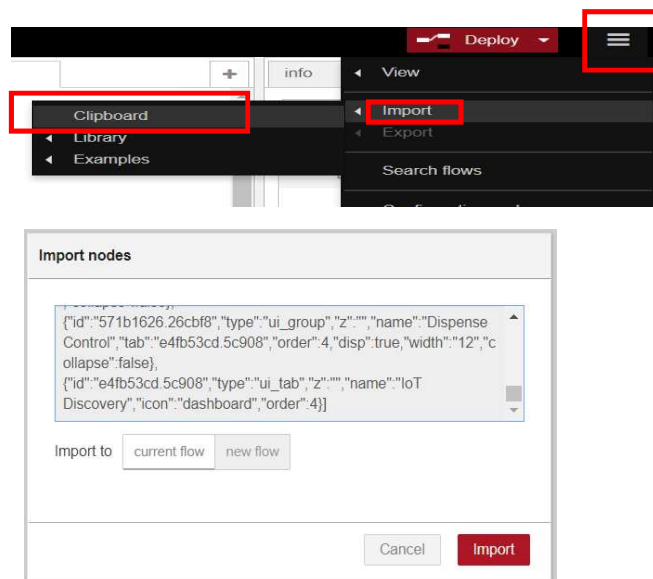 Deploy
info
View
Clipboard
Import
Library
Export
Examples
Search flows
Import nodes
{"id":"571b1626.26cbf8","type":"ui_group","z":"","name":"Dispense
Control","tab":"e4fb53cd.5c908","order":4,"disp":true,"width":"12","c
ollapse":false},
{"id":"e4fb53cd.5c908","type":"ui_tab","z":"","name":"IoT
Discovery","icon":"dashboard","order":4}]
Import to current flow new flow
Cancel Import